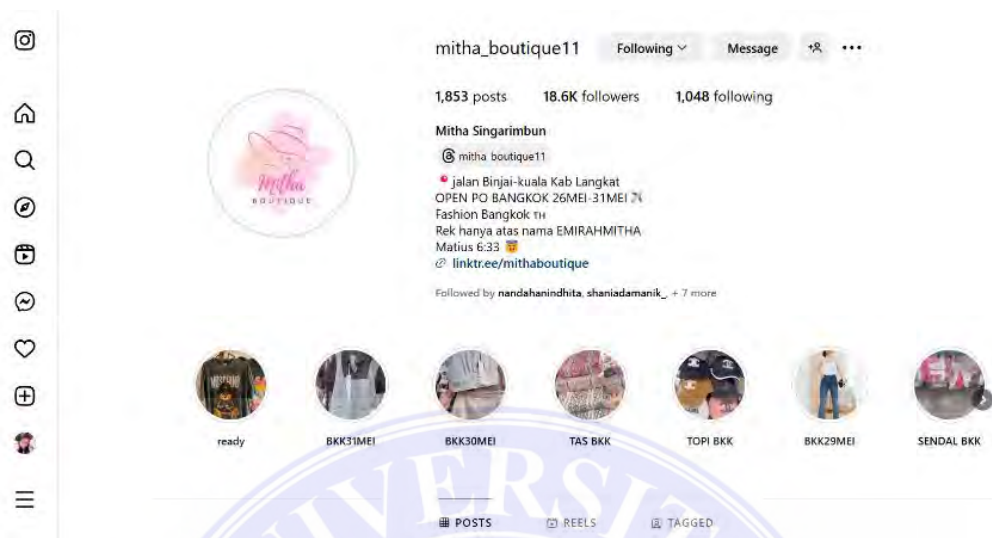 mitha_boutique11 Following Message
1,853 posts 18.6K followers 1,048 following
Mitha Singarimbun
mitha boutique11
jalan Binjai-kuala Kab Langkat
OPEN PO BANGKOK 26MEI-31MEI
Fashion Bangkok TH
Rek hanya atas nama EMIRAHMITHA
Matius 6:33
linktr.ee/mithaboutique
Followed by nandahanindhita, shaniadamanik_, + 7 more
Mitha
BOUTIQUE
ready BKK31MEI BKK30MEI TAS BKK TOPI BKK BKK29MEI SENDAL BKK
POSTS REELS TAGGED
IVERSIT